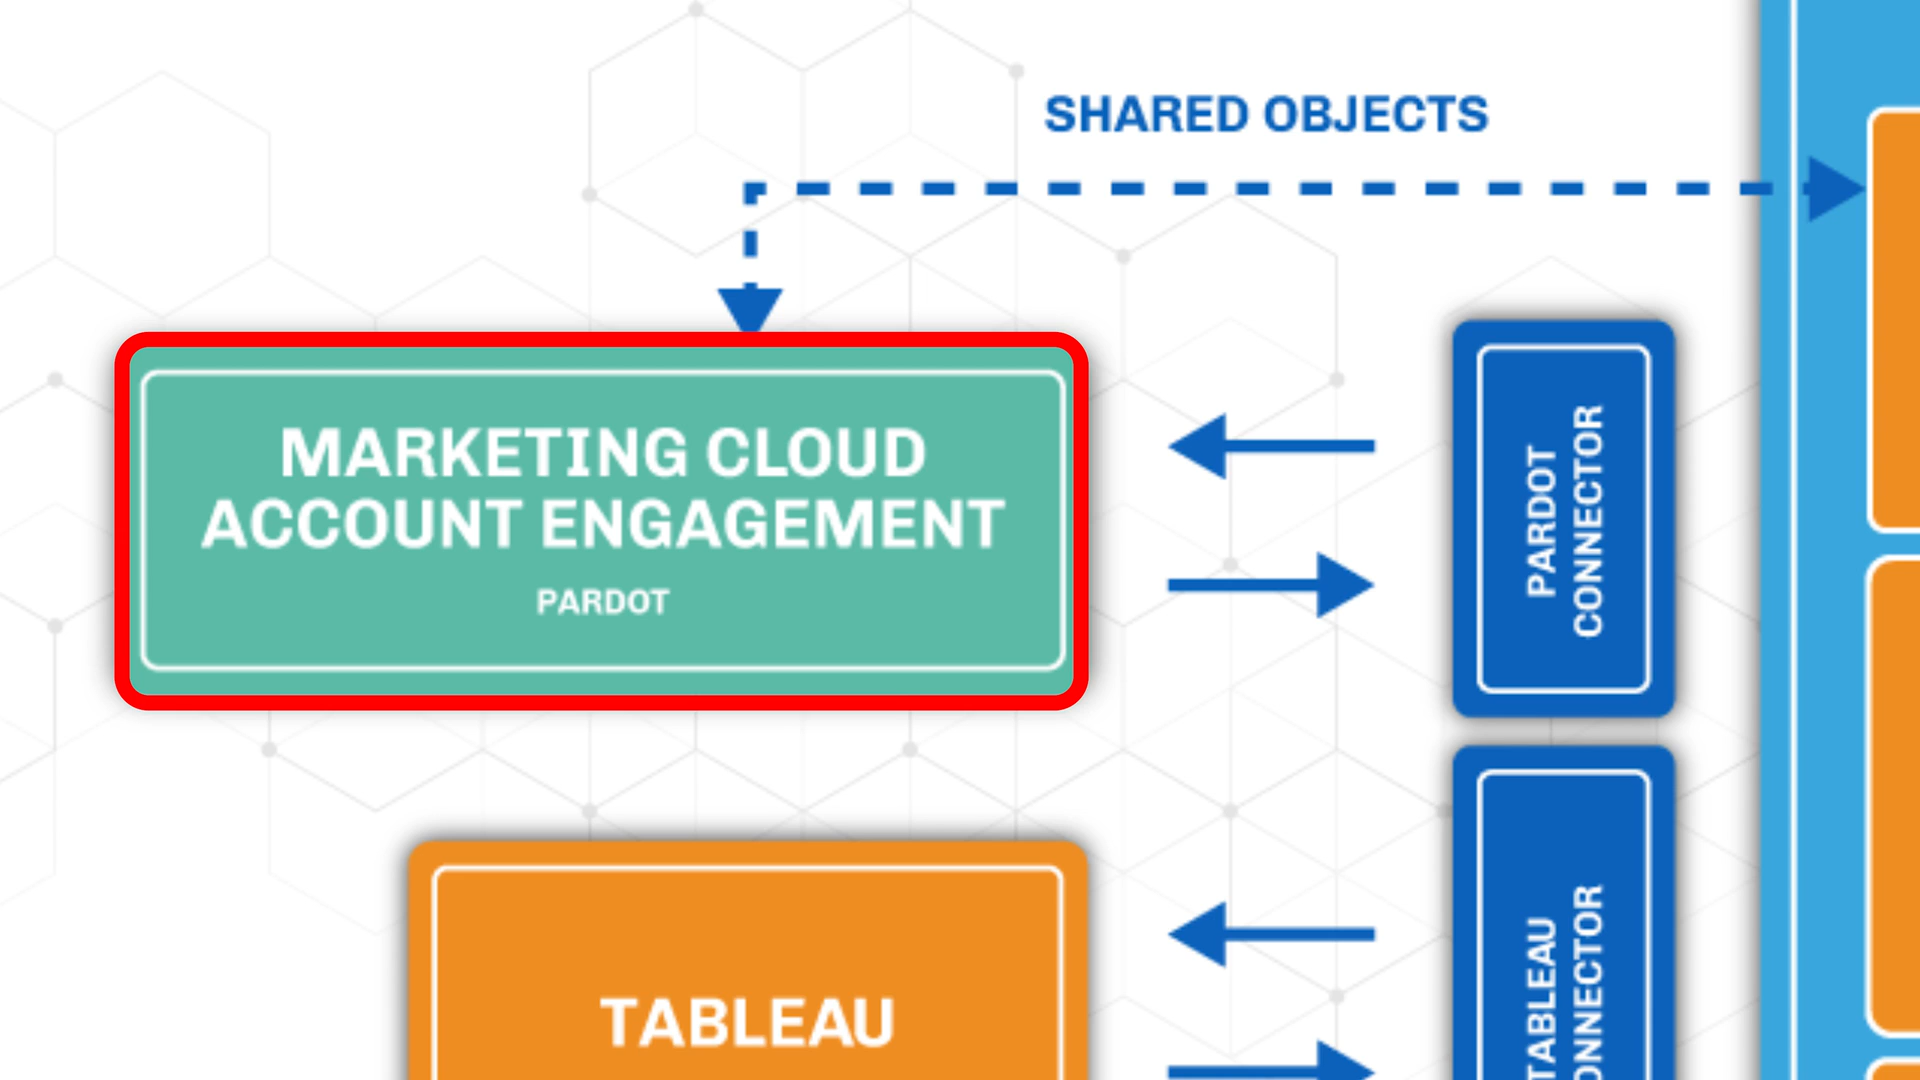 SHARED OBJECTS
MARKETING CLOUD
ACCOUNT ENGAGEMENT
PARDOT
PARDOT
CONNECTOR
TABLEAU
TABLEAU